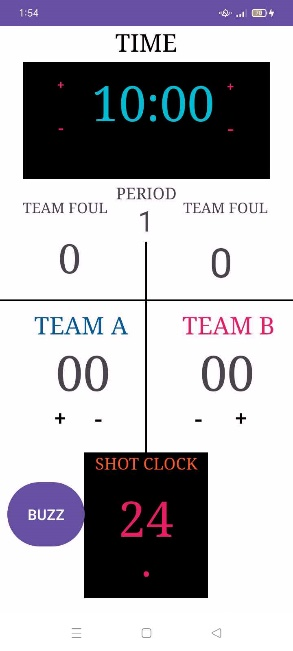 1:54
TIME
+ 10:00 +
- -
PERIOD
TEAM FOUL TEAM FOUL
1
0 0
TEAM A TEAM B
00 00
+ - - +
SHOT CLOCK
24
BUZZ
.